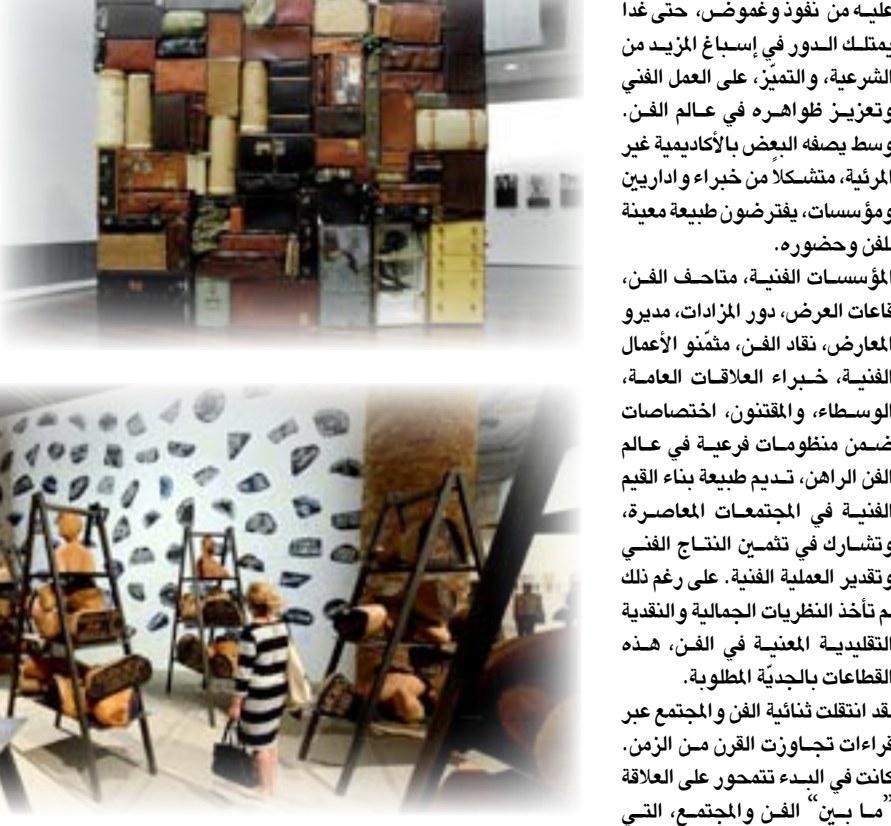 عليه من نفوذ وغموض، حتى غدا
يمتلك الدور في إسباغ المزيد من
الشرعية، والتميّز، على العمل الفني
وتعزيز ظواهره في عالم الفن.
وسط يصفه البعض بالأكاديمية غير
المرئية، متشكلاً من خبراء واداريين
ومؤسسات، يفترضون طبيعة معينة
للفن وحضوره.
المؤسسات الفنية، متاحف الفن،
قاعات العرض، دور المزادات، مديرو
المعارض، نقاد الفن، مثمّنو الأعمال
الفنية، خبراء العلاقات العامة،
الوسطاء، والمقتنون، اختصاصات
ضمن منظومات فرعية في عالم
الفن الراهن، تديم طبيعة بناء القيم
الفنية في المجتمعات المعاصرة،
وتشارك في تثمين النتاج الفني
وتقدير العملية الفنية. على رغم ذلك
لم تأخذ النظريات الجمالية والنقدية
التقليدية المعنية في الفن، هذه
القطاعات بالجديّة المطلوبة.
لقد انتقلت ثنائية الفن والمجتمع عبر
قراءات تجاوزت القرن من الزمن.
كانت في البدء تتمحور على العلاقة
“ما بين” الفن والمجتمع، التي